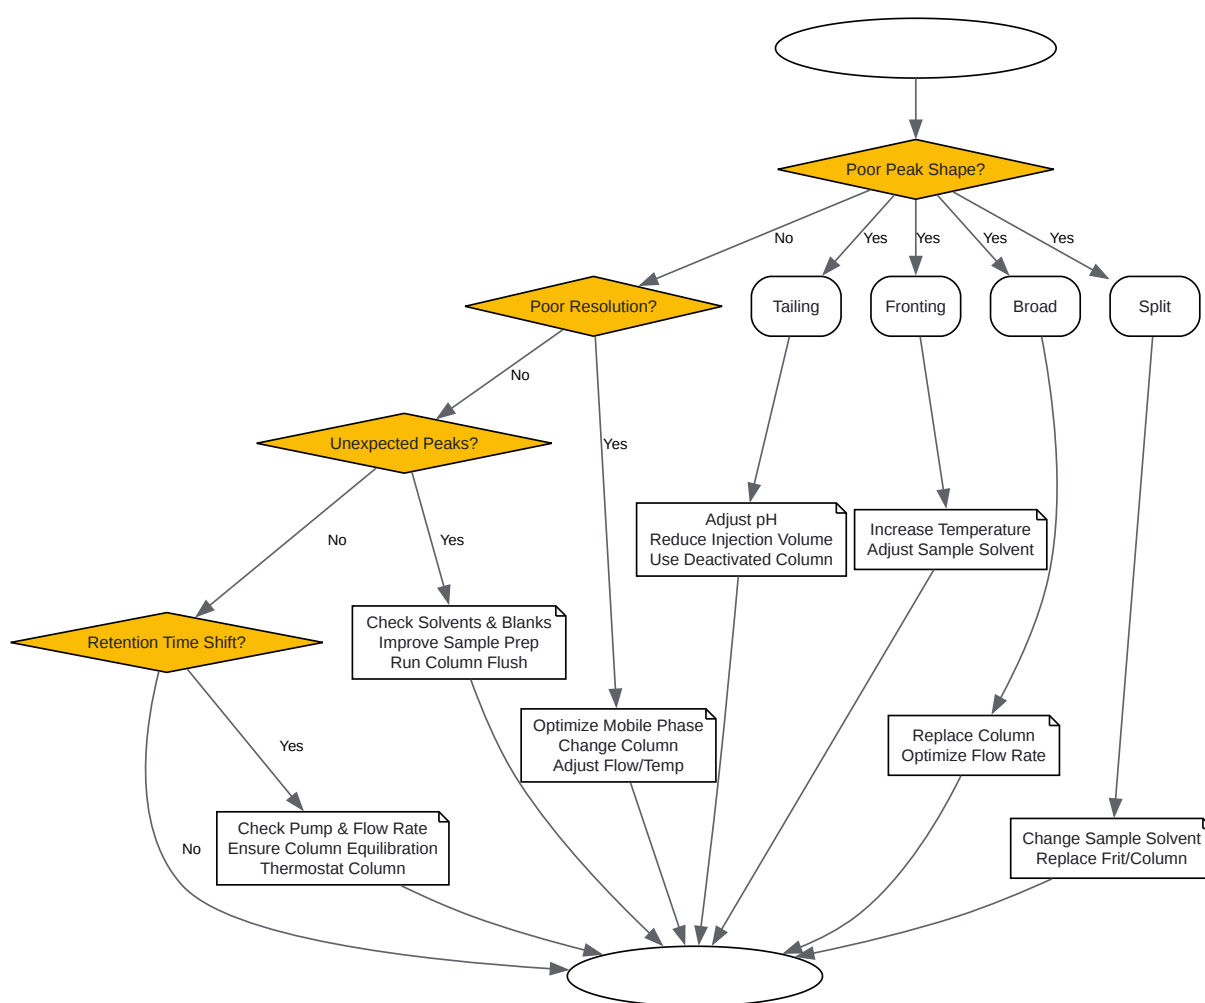 Poor Peak Shape?
No
Yes
Yes
Yes
Yes
Poor Resolution?
Tailing
Fronting
Broad
Split
No
Unexpected Peaks?
Yes
Adjust pH
Reduce Injection Volume
Use Deactivated Column
Increase Temperature
Adjust Sample Solvent
No
Yes
Check Solvents & Blanks
Improve Sample Prep
Run Column Flush
Retention Time Shift?
Optimize Mobile Phase
Change Column
Adjust Flow/Temp
Replace Column
Optimize Flow Rate
Yes
Check Pump & Flow Rate
Ensure Column Equilibration
Thermostat Column
No
Change Sample Solvent
Replace Frit/Column